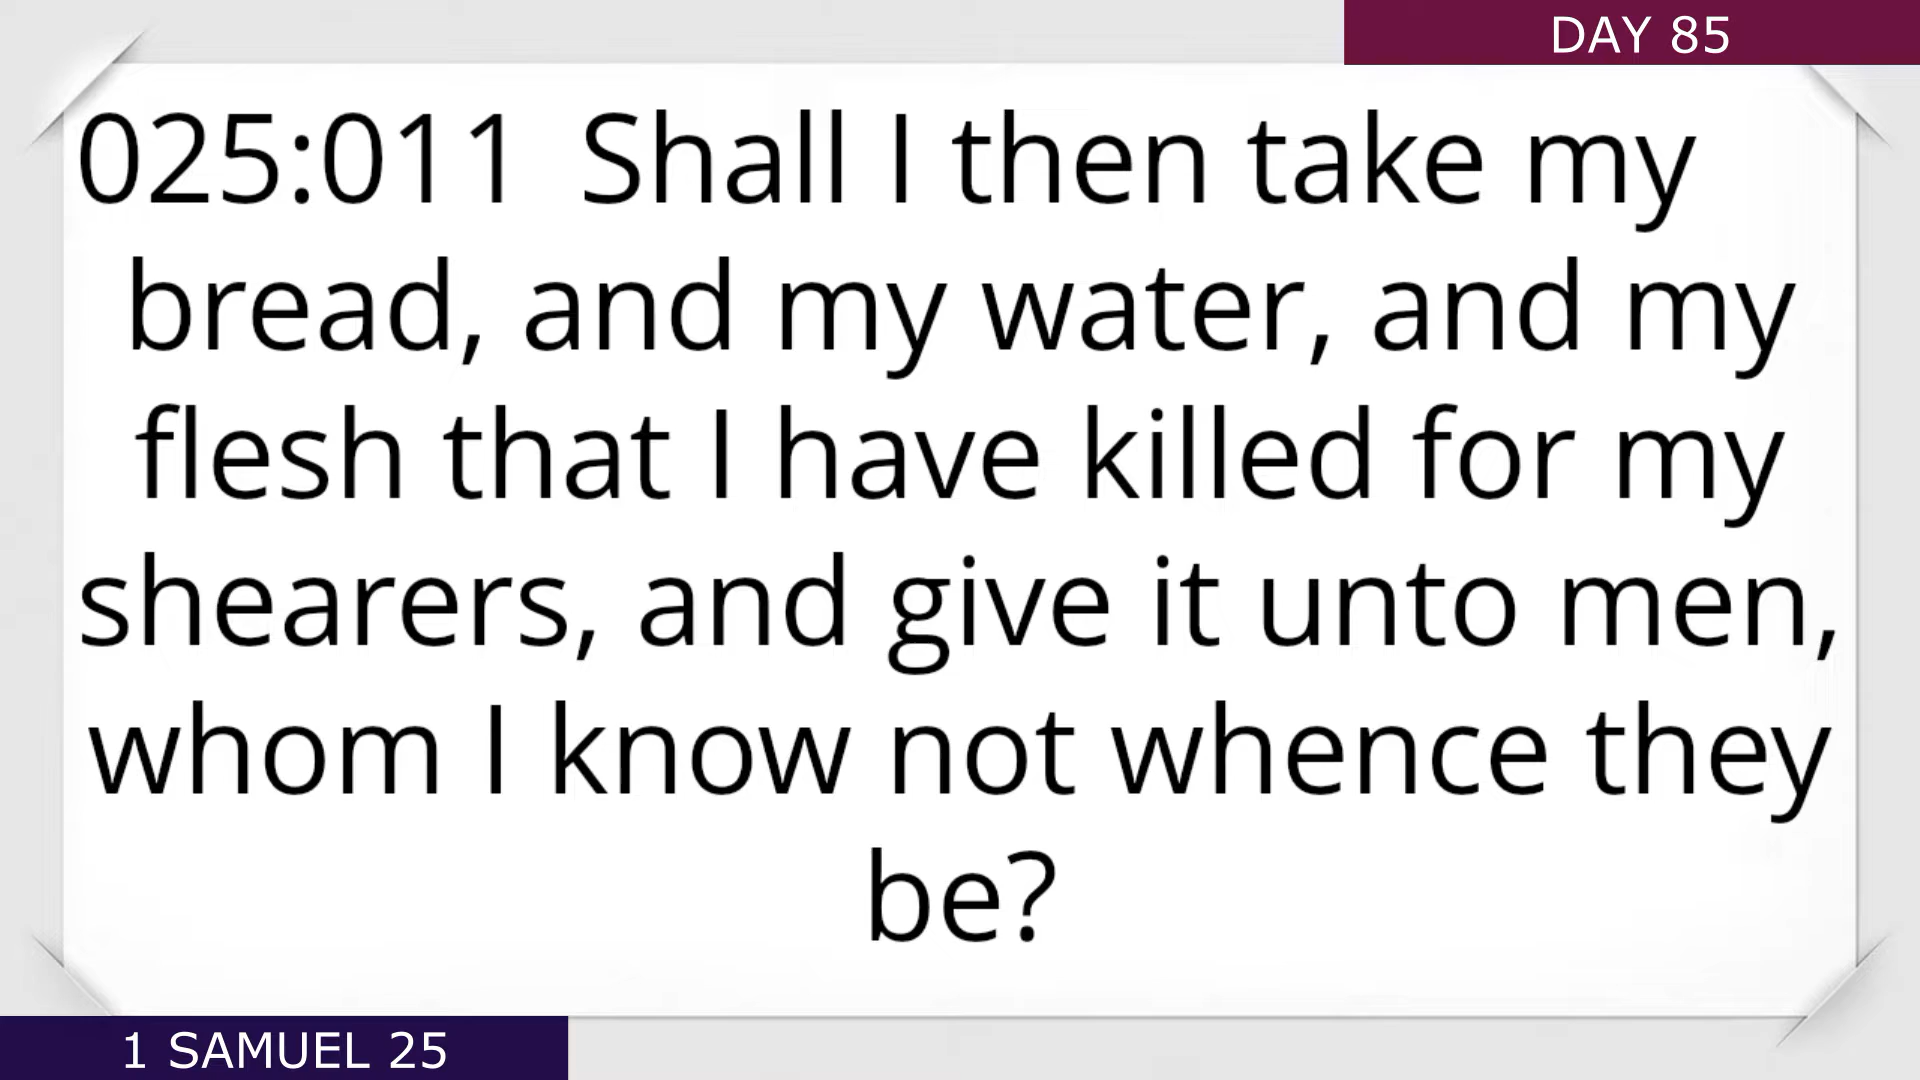 DAY 85
025:011 Shall I then take my
bread, and my water, and my
flesh that I have killed for my
shearers, and give it unto men,
whom I know not whence they
be?
1 SAMUEL 25